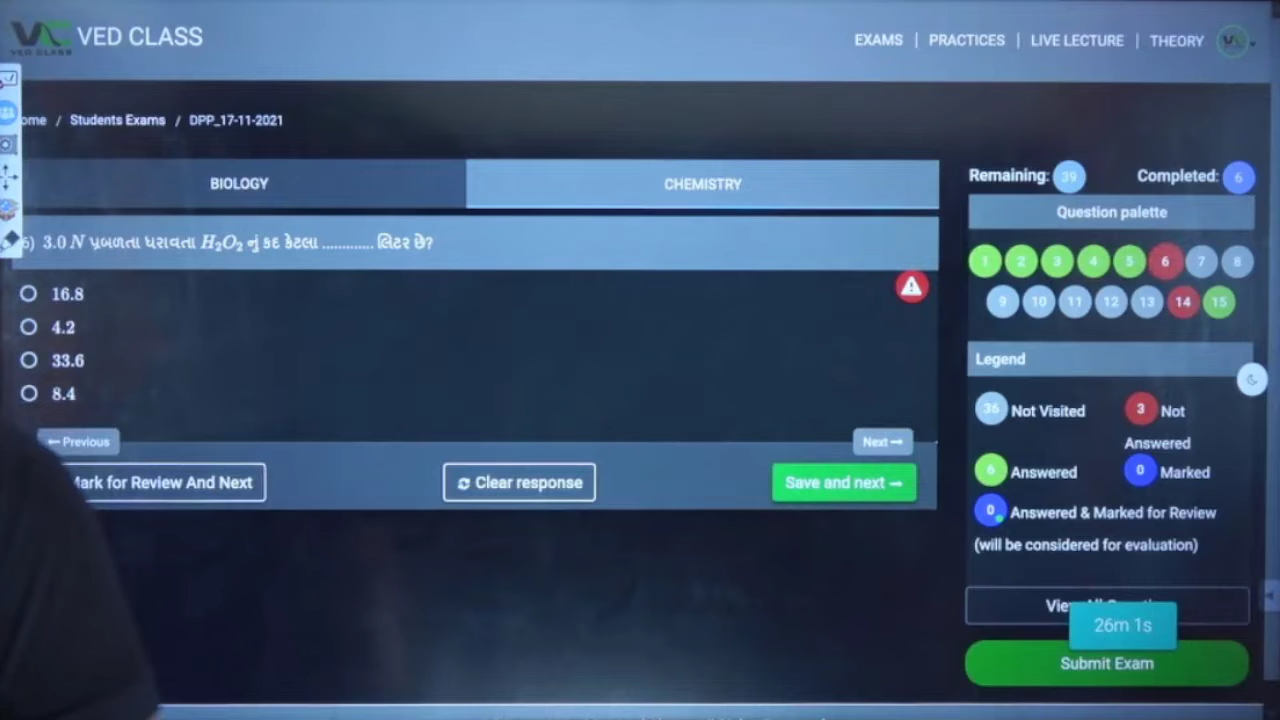 VED CLASS
VED CLASS
EXAMS | PRACTICES | LIVE LECTURE | THEORY
ome / Students Exams / DPP_17-11-2021
BIOLOGY
CHEMISTRY
Remaining: 39 Completed: 6
Question palette
6) 3.0 N પ્રબળતા ધરાવતા H₂O₂ નું કદ કેટલા ............ લિટર છે?
1 2 3 4 5 6 7 8
9 10 11 12 13 14 15
16.8
4.2
33.6
8.4
← Previous
Next →
Mark for Review And Next
Clear response
Save and next →
Legend
36 Not Visited
3 Not Answered
6 Answered
0 Marked
0 Answered & Marked for Review
(will be considered for evaluation)
26m 1s
Submit Exam